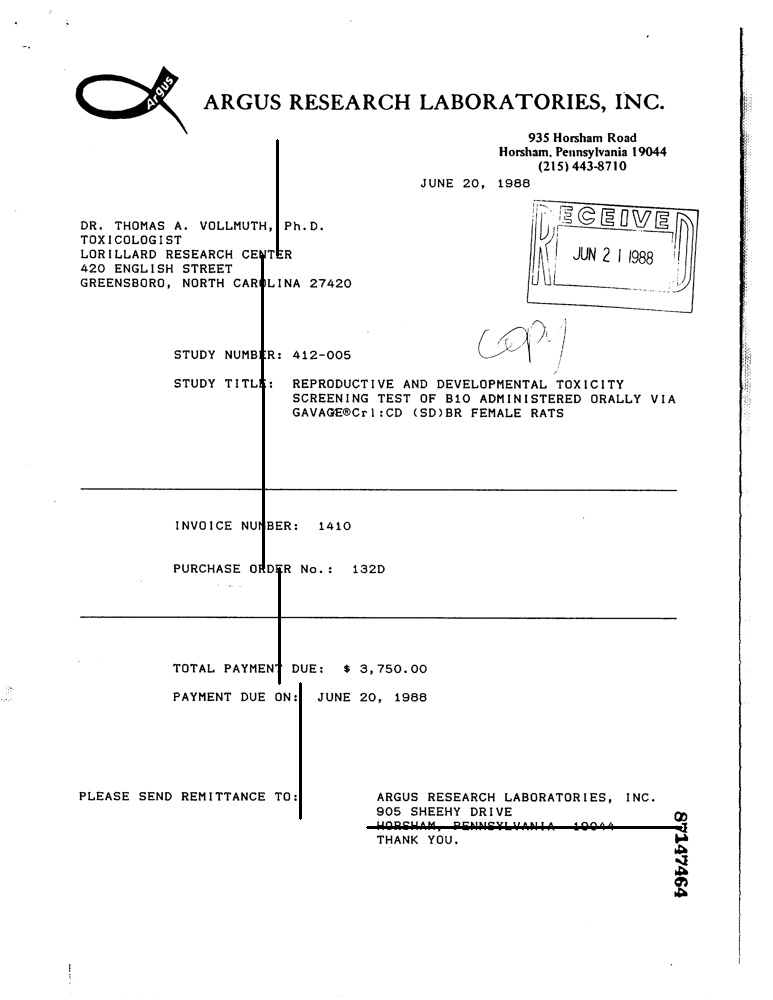 Argus
ARGUS RESEARCH LABORATORIES, INC.
935 Horsham Road
Horsham, Pennsylvania 19044
(215) 443-8710
JUNE 20, 1988
RECEIVED
JUN 21 1988
DR. THOMAS A. VOLLMUTH, Ph.D.
TOXICOLOGIST
LORILLARD RESEARCH CENTER
420 ENGLISH STREET
GREENSBORO, NORTH CAROLINA 27420
copy
STUDY NUMBER: 412-005
STUDY TITLE: REPRODUCTIVE AND DEVELOPMENTAL TOXICITY
SCREENING TEST OF B10 ADMINISTERED ORALLY VIA
GAVAGE®Crl:CD (SD)BR FEMALE RATS
INVOICE NUMBER: 1410
PURCHASE ORDER No.: 132D
TOTAL PAYMENT DUE: $ 3,750.00
PAYMENT DUE ON: JUNE 20, 1988
PLEASE SEND REMITTANCE TO: ARGUS RESEARCH LABORATORIES, INC.
905 SHEEHY DRIVE
HORSHAM, PENNSYLVANIA 19044
THANK YOU.
87147464